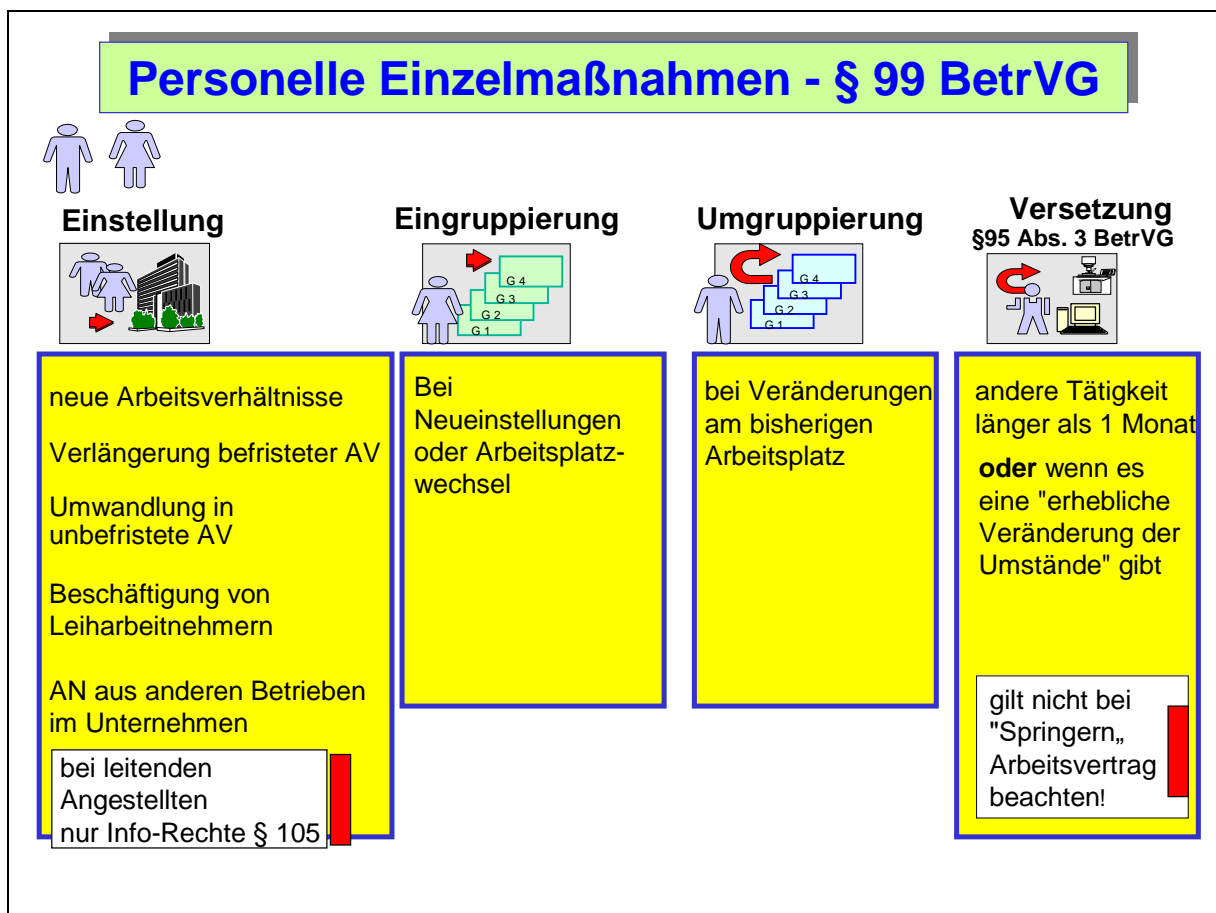 Personelle Einzelmaßnahmen - § 99 BetrVG
Einstellung
neue Arbeitsverhältnisse
Verlängerung befristeter AV
Umwandlung in
unbefristete AV
Beschäftigung von
Leiharbeitnehmern
AN aus anderen Betrieben
im Unternehmen
bei leitenden
Angestellten
nur Info-Rechte § 105
Eingruppierung
G 4
G 3
G 2
G 1
Bei
Neueinstellungen
oder Arbeitsplatz-
wechsel
Umgruppierung
G 4
G 3
G 2
G 1
bei Veränderungen
am bisherigen
Arbeitsplatz
Versetzung
§95 Abs. 3 BetrVG
andere Tätigkeit
länger als 1 Monat
oder wenn es
eine "erhebliche
Veränderung der
Umstände" gibt
gilt nicht bei
"Springern„
Arbeitsvertrag
beachten!